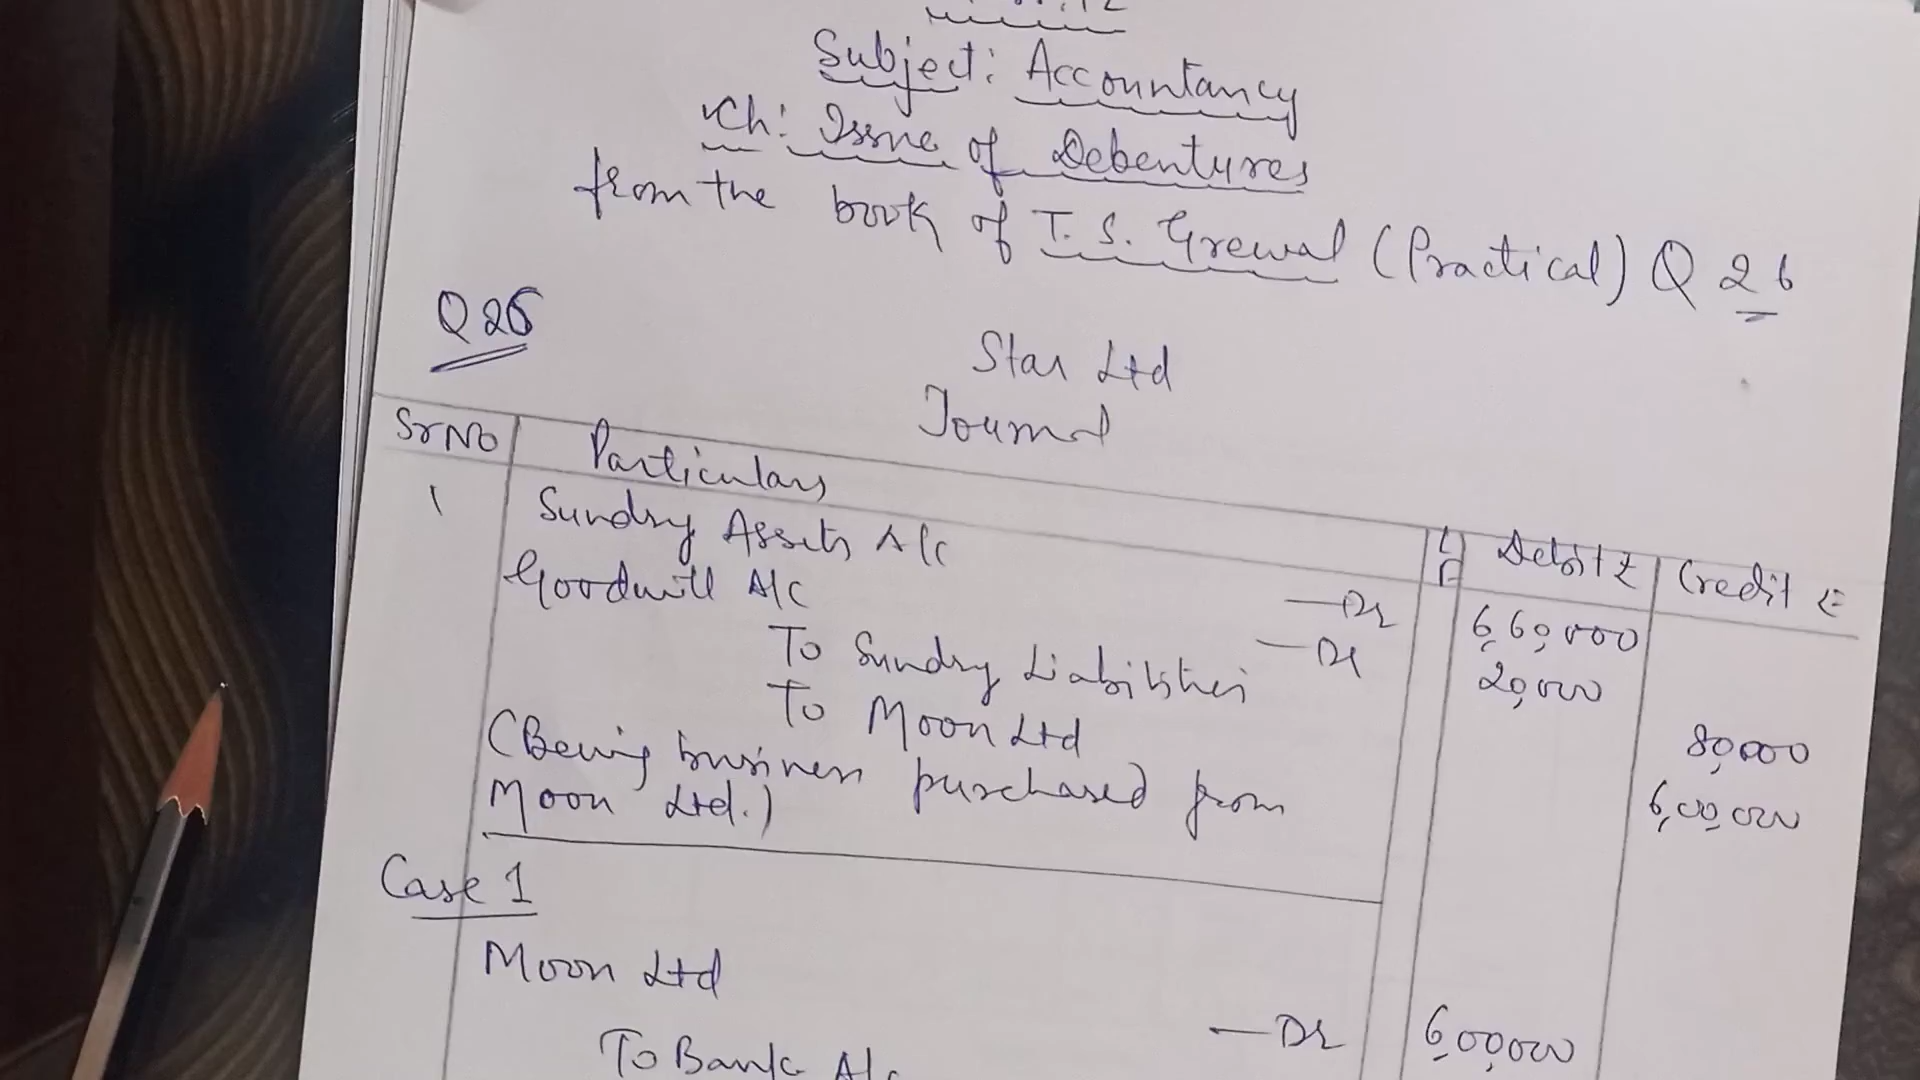 Subject: Accountancy
Ch: Issue of Debentures
from the book of T. S. Grewal (Practical) Q 26
Q 26
Star Ltd
Journal
Sr No Particulars L F Debit ₹ Credit ₹
1 Sundry Assets A/c —Dr 6,60,000
Goodwill A/c —Dr 20,000
To Sundry Liabilities 80,000
To Moon Ltd 6,00,000
(Being business purchased from
Moon Ltd.)
Case 1
Moon Ltd —Dr 6,00,000
To Bank A/c